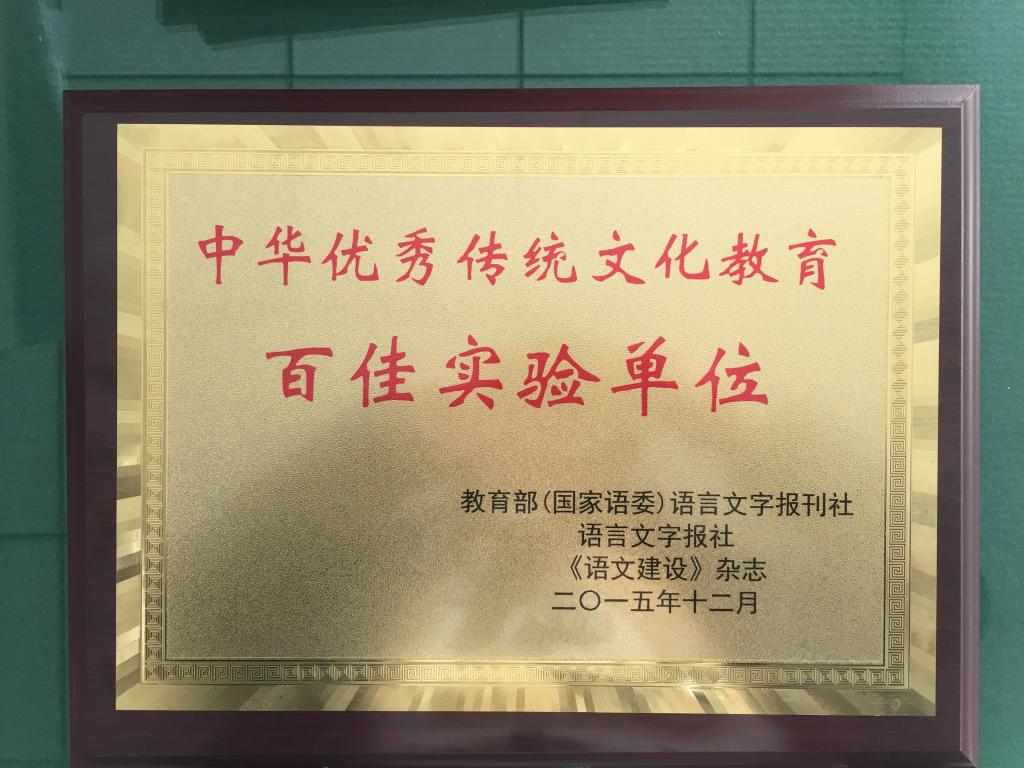 中华优秀传统文化教育
百佳实验单位
教育部(国家语委)语言文字报刊社
语言文字报社
《语文建设》杂志
二〇一五年十二月